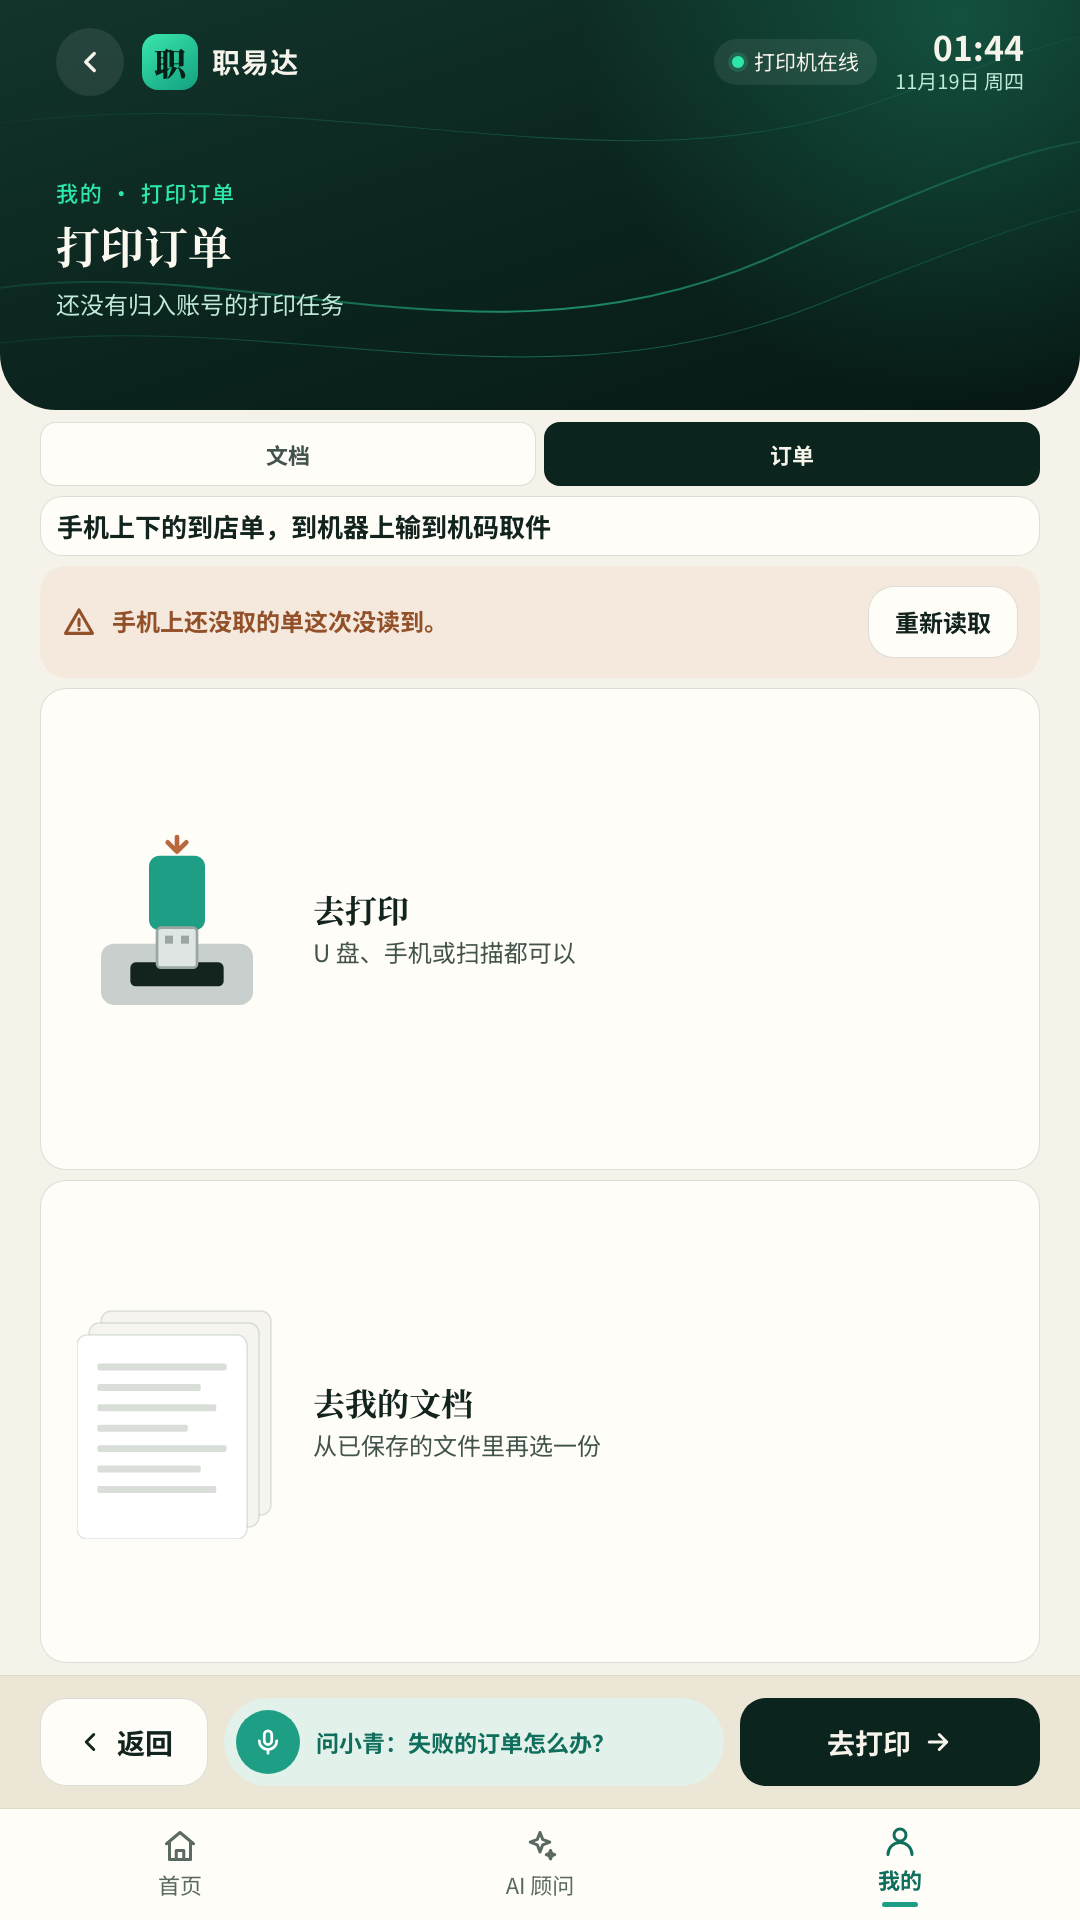 职 职易达
打印机在线
01:44
11月19日 周四
我的 · 打印订单
打印订单
还没有归入账号的打印任务
文档
订单
手机上下的到店单，到机器上输到机码取件
手机上还没取的单这次没读到。
重新读取
去打印
U 盘、手机或扫描都可以
去我的文档
从已保存的文件里再选一份
返回
问小青：失败的订单怎么办？
去打印
首页
AI 顾问
我的